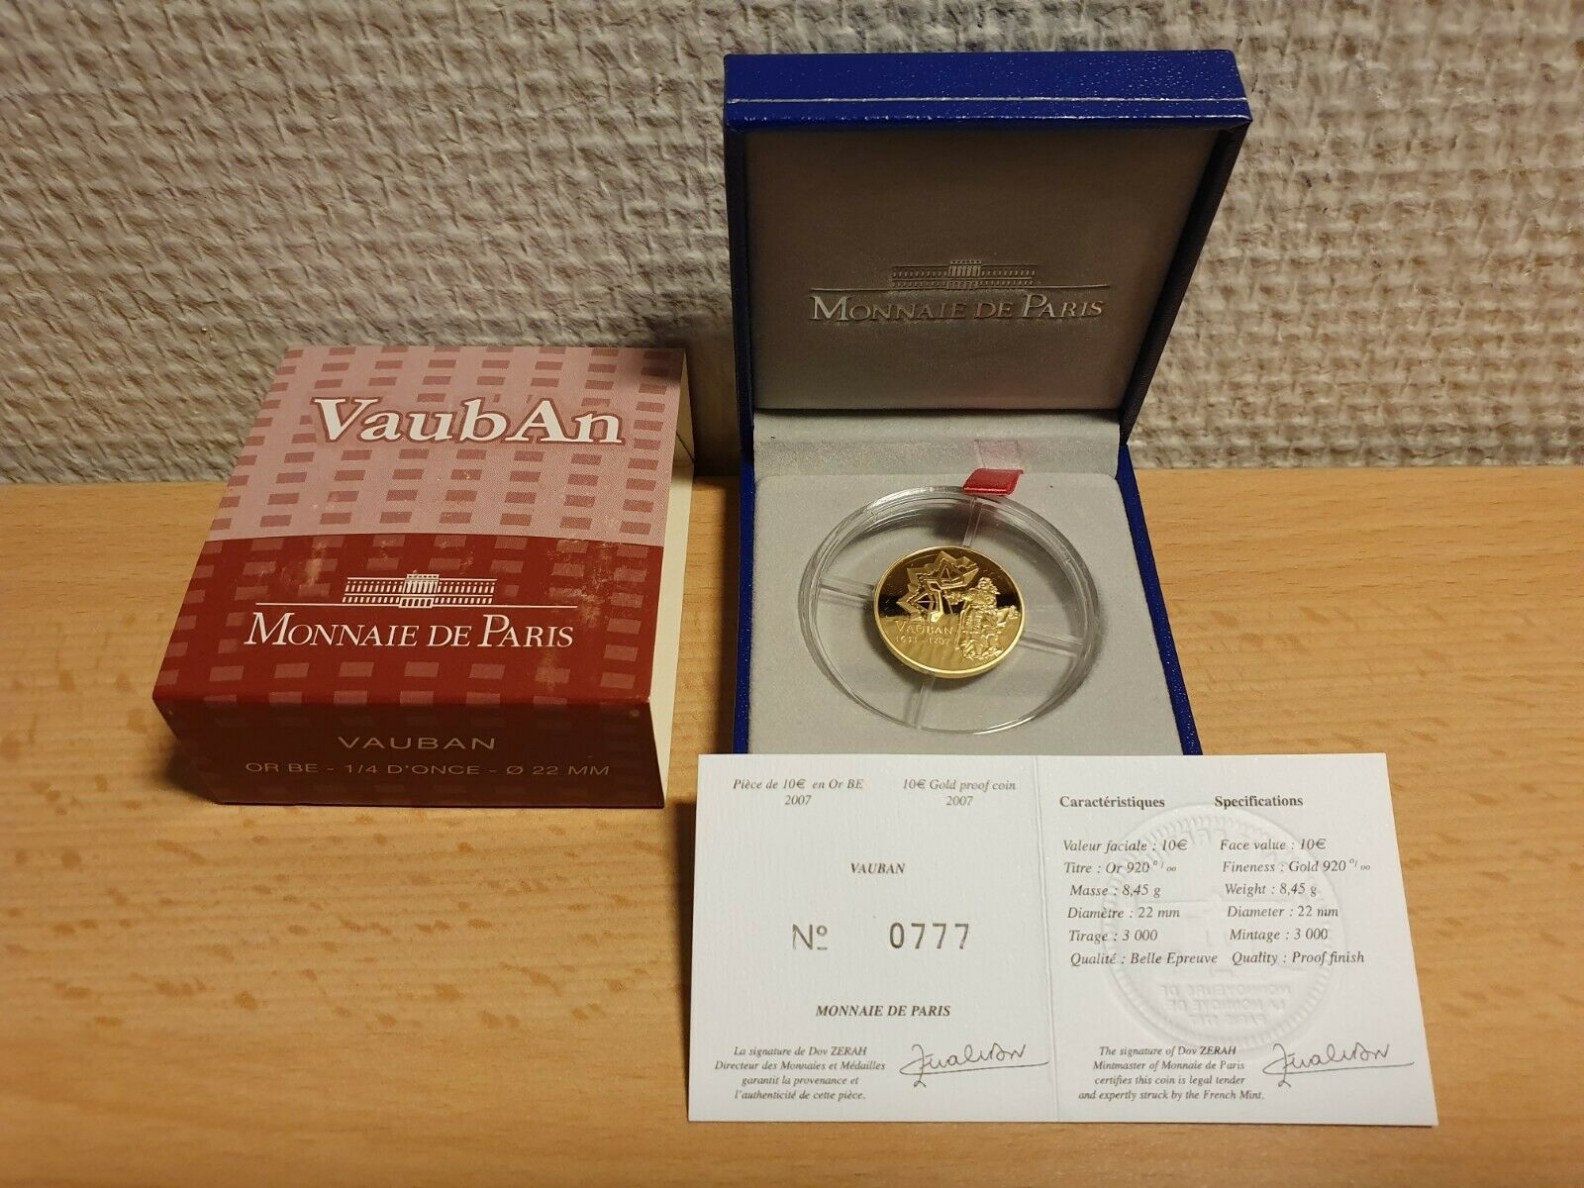 MONNAIE DE PARIS
VaubAn
MONNAIE DE PARIS
VAUBAN
OR BE - 1/4 D'ONCE - Ø 22 MM
VAUBAN
Pièce de 10€ en Or BE
2007
10€ Gold proof coin
2007
VAUBAN
Nº 0777
MONNAIE DE PARIS
La signature de Dov ZERAH
Directeur des Monnaies et Médailles
garantit la provenance et
l'authenticité de cette pièce.
Caractéristiques
Valeur faciale : 10€
Titre : Or 920 º/oo
Masse : 8,45 g
Diamètre : 22 mm
Tirage : 3 000
Qualité : Belle Epreuve
Specifications
Face value : 10€
Fineness : Gold 920 º/oo
Weight : 8,45 g
Diameter : 22 mm
Mintage : 3 000
Quality : Proof finish
The signature of Dov ZERAH
Mintmaster of Monnaie de Paris
certifies this coin is legal tender
and expertly struck by the French Mint.